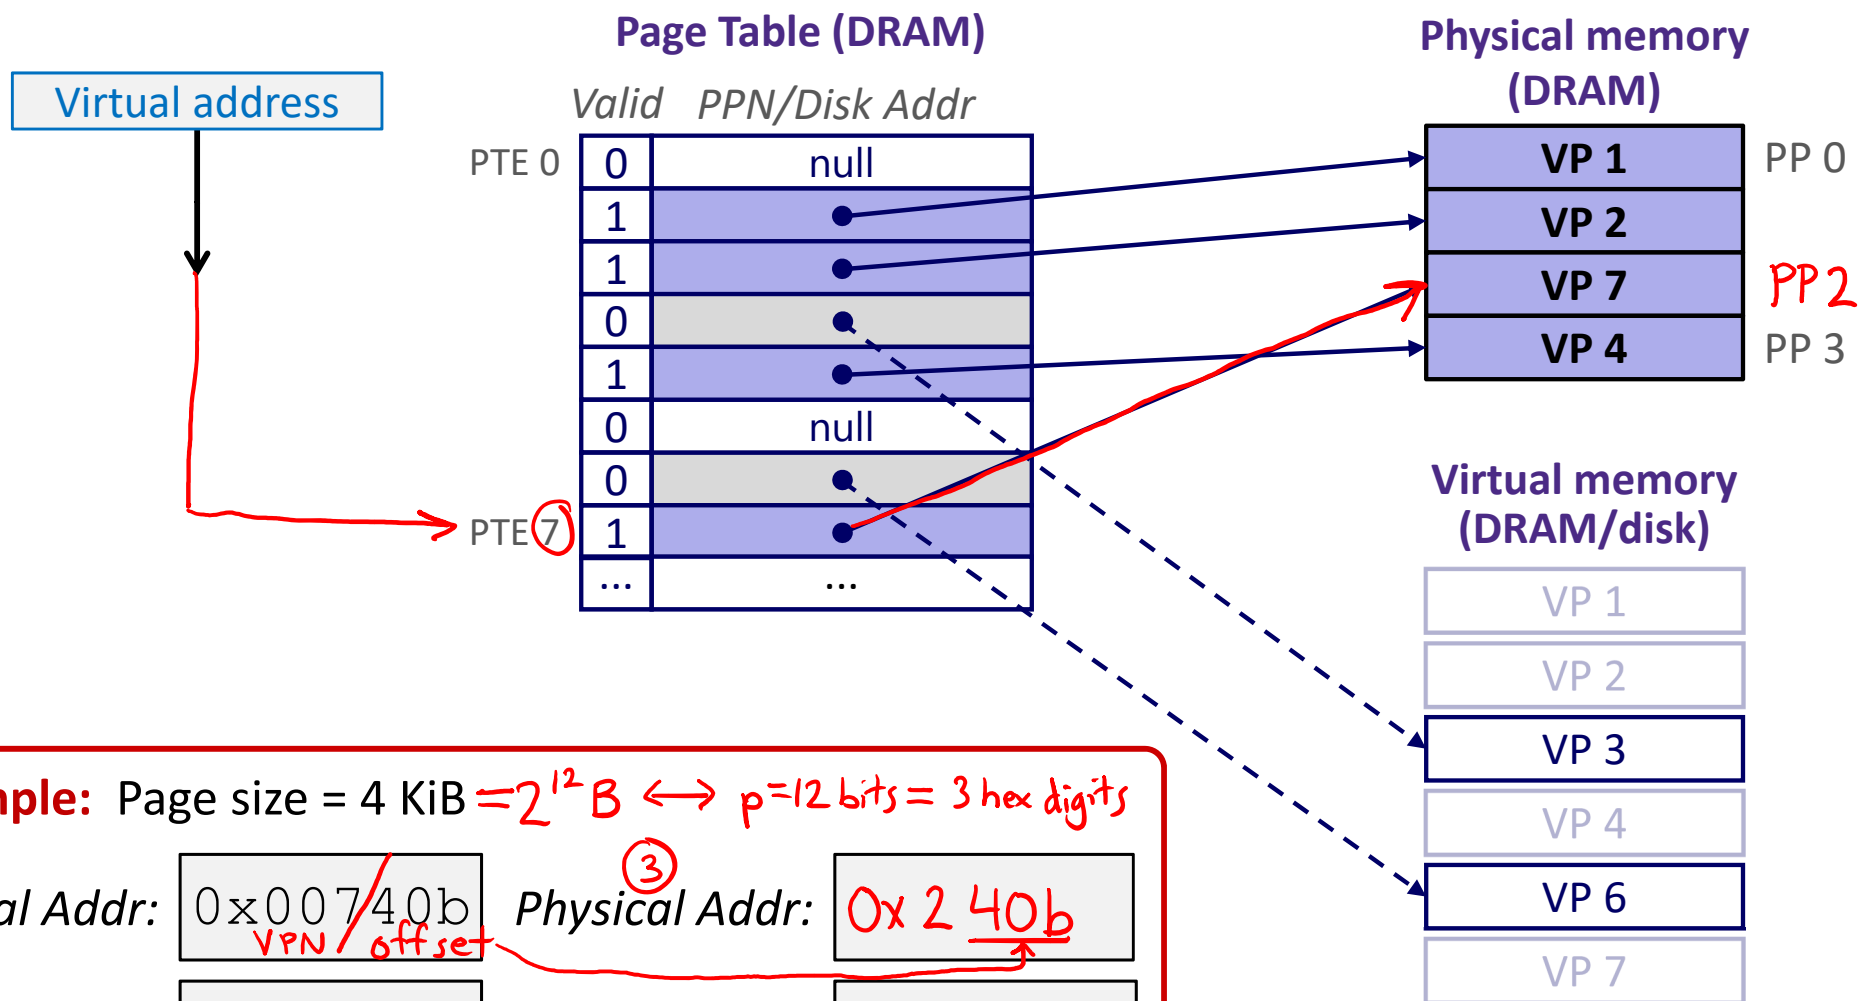 Page Table (DRAM)
Physical memory
(DRAM)
Virtual address
Valid PPN/Disk Addr
PTE 0 0 null
1
1
0
1
0 null
0
PTE 7 1
... ...
VP 1 PP 0
VP 2
VP 7 PP2
VP 4 PP 3
Virtual memory
(DRAM/disk)
VP 1
VP 2
VP 3
VP 4
VP 6
VP 7
nple: Page size = 4 KiB =2^12 B ↔ p=12 bits = 3 hex digits
3
al Addr: 0x00740b Physical Addr: 0x 2 40b
VPN / offset